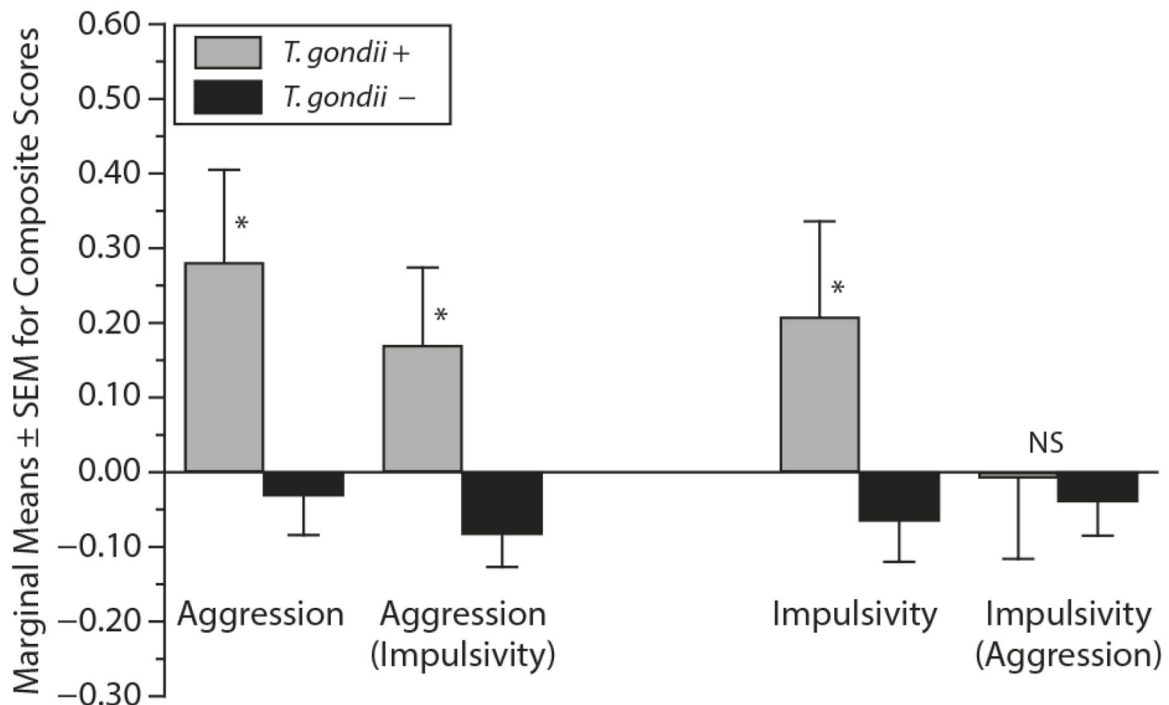 Marginal Means ± SEM for Composite Scores
0.60
0.50
0.40
0.30
0.20
0.10
0.00
−0.10
−0.20
−0.30
T. gondii +
T. gondii −
*
*
*
NS
Aggression
Aggression
(Impulsivity)
Impulsivity
Impulsivity
(Aggression)